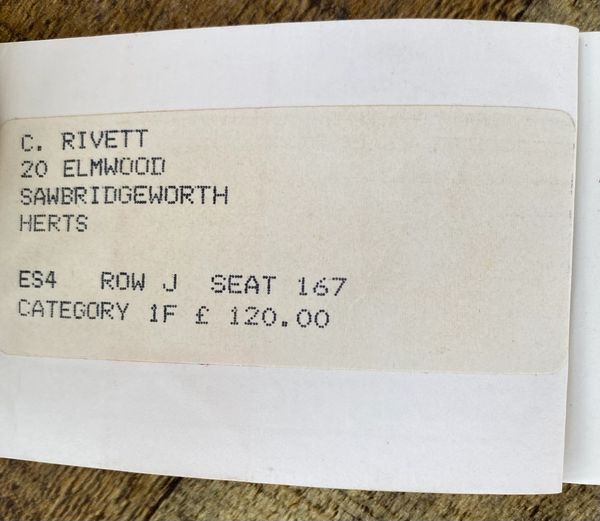 C. RIVETT
20 ELMWOOD
SAWBRIDGEWORTH
HERTS
ES4 ROW J SEAT 167
CATEGORY 1F £ 120.00